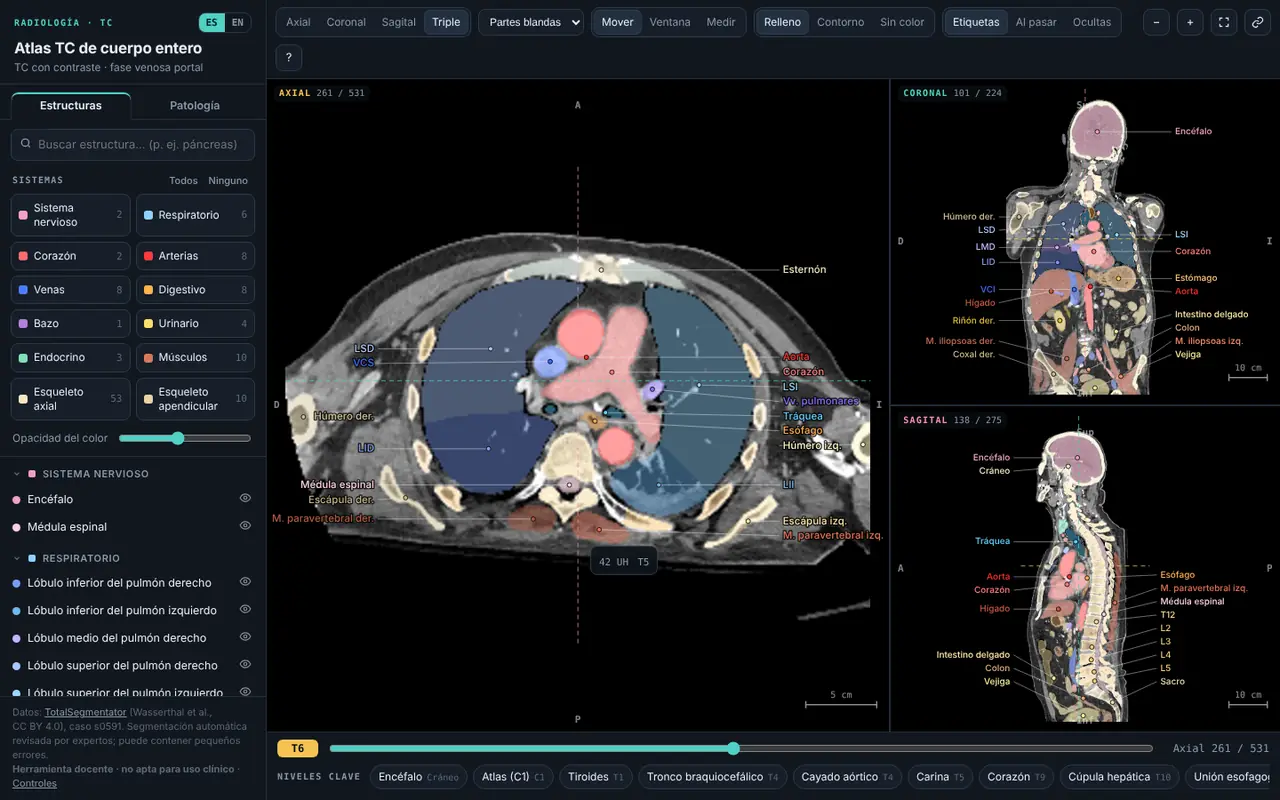 RADIOLOGÍA · TC
ES EN
Atlas TC de cuerpo entero
TC con contraste · fase venosa portal
Estructuras Patología
Buscar estructura... (p. ej. páncreas)
SISTEMAS Todos Ninguno
Sistema nervioso 2
Respiratorio 6
Corazón 2
Arterias 8
Venas 8
Digestivo 8
Bazo 1
Urinario 4
Endocrino 3
Músculos 10
Esqueleto axial 53
Esqueleto apendicular 10
Opacidad del color
SISTEMA NERVIOSO
Encéfalo
Médula espinal
RESPIRATORIO
Lóbulo inferior del pulmón derecho
Lóbulo inferior del pulmón izquierdo
Lóbulo medio del pulmón derecho
Lóbulo superior del pulmón derecho
Lóbulo superior del pulmón izquierdo
Datos: TotalSegmentator (Wasserthal et al.,
CC BY 4.0), caso s0591. Segmentación automática
revisada por expertos; puede contener pequeños
errores.
Herramienta docente · no apta para uso clínico ·
Controles
Axial Coronal Sagital Triple
Partes blandas
Mover Ventana Medir
Relleno Contorno Sin color
Etiquetas Al pasar Ocultas
− +
?
AXIAL 261 / 531
A
D
I
P
LSD
VCS
Húmero der.
LID
Médula espinal
Escápula der.
M. paravertebral der.
Esternón
Aorta
Corazón
LSI
Vv. pulmonares
Tráquea
Esófago
Húmero izq.
LII
Escápula izq.
M. paravertebral izq.
42 UH T5
5 cm
CORONAL 101 / 224
D
I
Encéfalo
Húmero der.
LSD
LMD
LID
VCI
Hígado
Riñón der.
M. iliopsoas der.
Coxal der.
LSI
Corazón
Estómago
Aorta
Intestino delgado
Colon
M. iliopsoas izq.
Vejiga
10 cm
SAGITAL 138 / 275
Sup
A
P
Inf
Encéfalo
Cráneo
Tráquea
Aorta
Corazón
Hígado
Intestino delgado
Colon
Vejiga
Esófago
M. paravertebral izq.
Médula espinal
T12
L2
L3
L4
L5
Sacro
10 cm
T6 Axial 261 / 531
NIVELES CLAVE Encéfalo Cráneo Atlas (C1) C1 Tiroides T1 Tronco braquiocefálico T4 Cayado aórtico T4 Carina T5 Corazón T9 Cúpula hepática T10 Unión